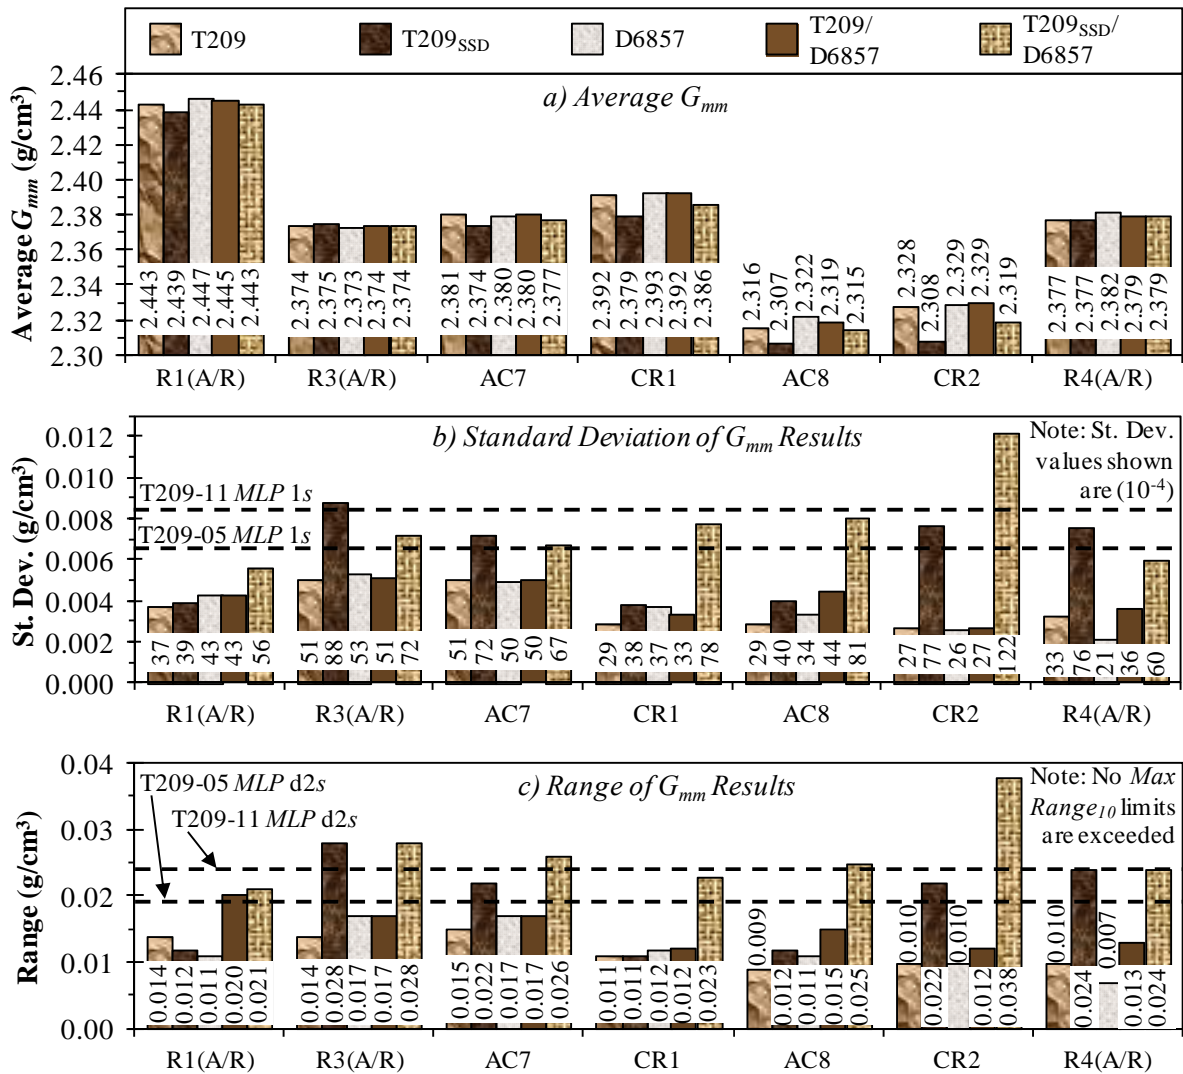 T209
T209SSD
D6857
T209/
D6857
T209SSD/
D6857
a) Average Gmm
Average Gmm (g/cm³)
2.46
2.44
2.42
2.40
2.38
2.36
2.34
2.32
2.30
2.443 2.439 2.447 2.445 2.443
2.374 2.375 2.373 2.374 2.374
2.381 2.374 2.380 2.380 2.377
2.392 2.379 2.393 2.392 2.386
2.316 2.307 2.322 2.319 2.315
2.328 2.308 2.329 2.329 2.319
2.377 2.377 2.382 2.379 2.379
R1(A/R) R3(A/R) AC7 CR1 AC8 CR2 R4(A/R)
b) Standard Deviation of Gmm Results
Note: St. Dev.
values shown
are (10⁻⁴)
St. Dev. (g/cm³)
0.012
0.010
0.008
0.006
0.004
0.002
0.000
T209-11 MLP 1s
T209-05 MLP 1s
37 39 43 43 56
51 88 53 51 72
51 72 50 50 67
29 38 37 33 78
29 40 34 44 81
27 77 26 27 122
33 76 21 36 60
R1(A/R) R3(A/R) AC7 CR1 AC8 CR2 R4(A/R)
c) Range of Gmm Results
Note: No Max
Range10 limits
are exceeded
Range (g/cm³)
0.04
0.03
0.02
0.01
0.00
T209-05 MLP d2s
T209-11 MLP d2s
0.014 0.012 0.011 0.020 0.021
0.014 0.028 0.017 0.017 0.028
0.015 0.022 0.017 0.017 0.026
0.011 0.011 0.012 0.012 0.023
0.009 0.012 0.011 0.015 0.025
0.010 0.022 0.010 0.012 0.038
0.010 0.024 0.007 0.013 0.024
R1(A/R) R3(A/R) AC7 CR1 AC8 CR2 R4(A/R)